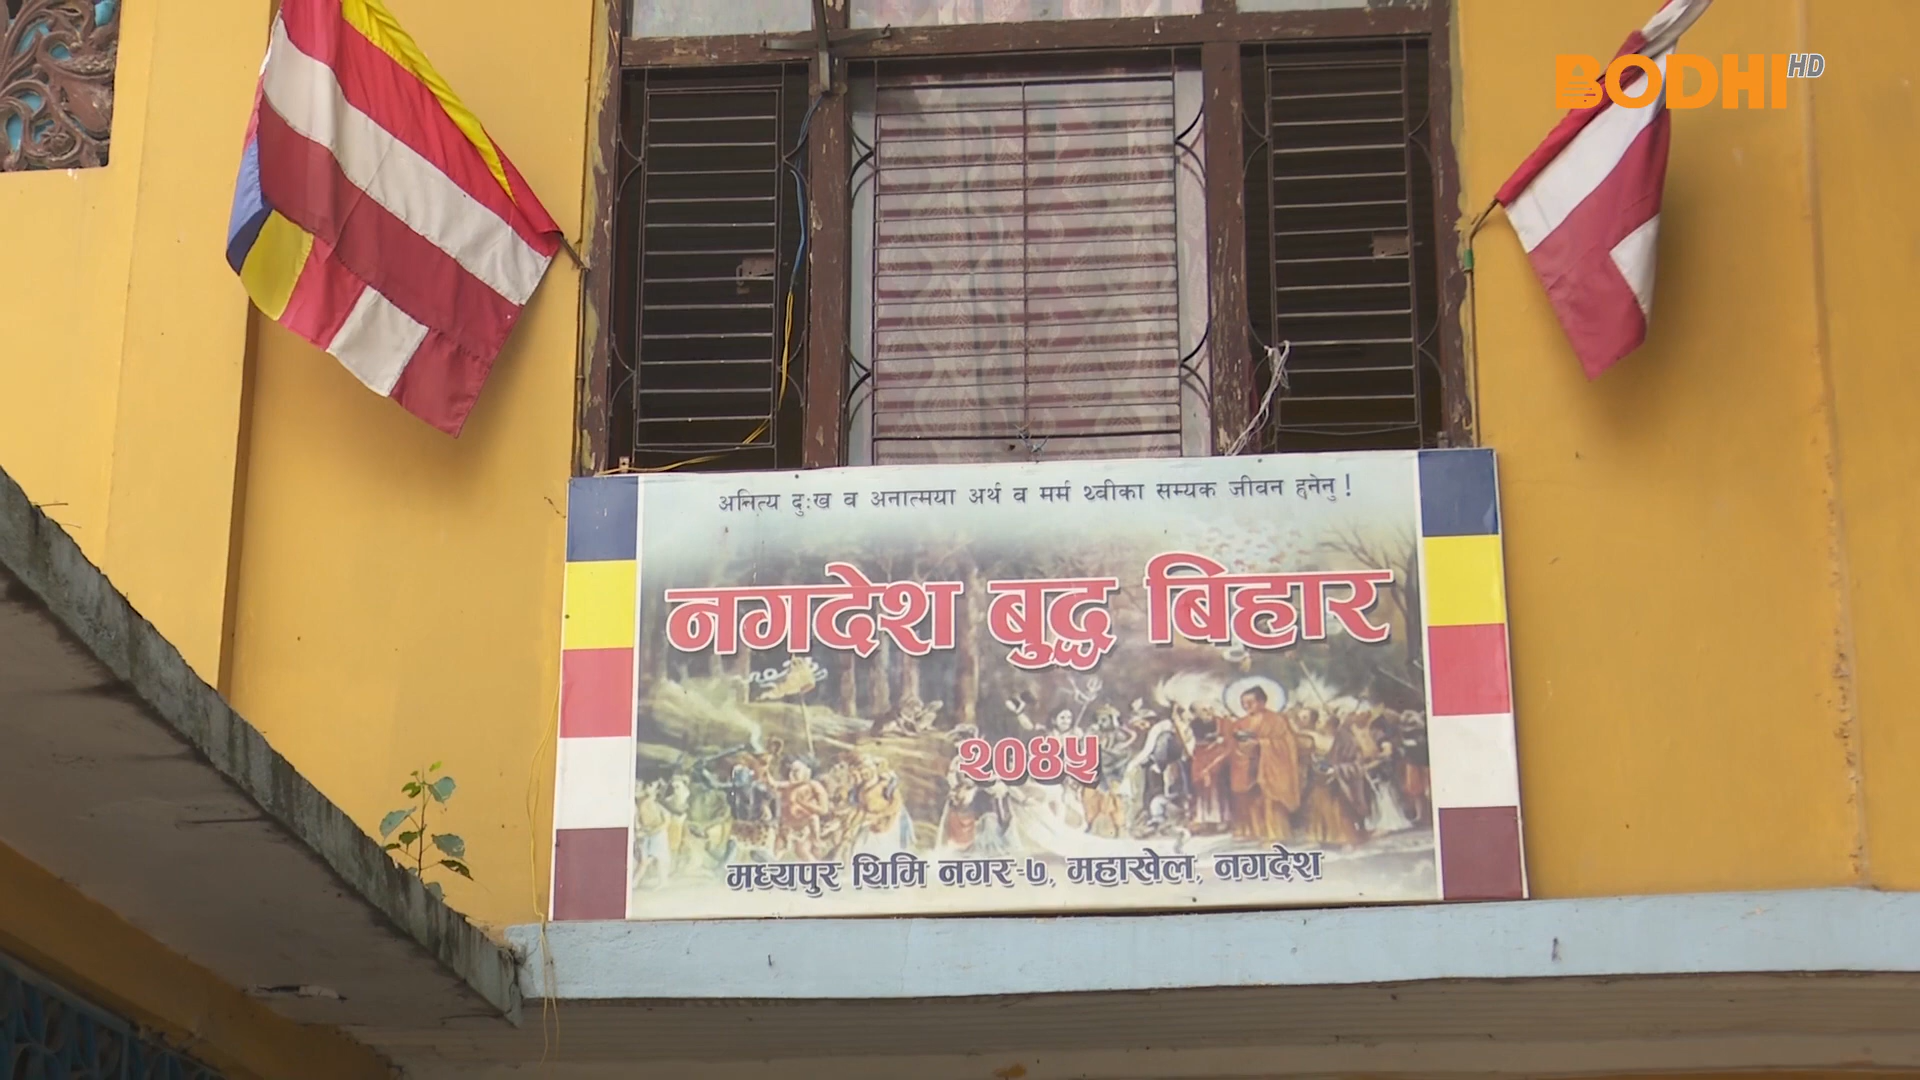 BODHI HD
अनित्य दुःख व अनात्मया अर्थ व मर्म थ्वीका सम्यक जीवन हनेनु !
नगदेश बुद्ध बिहार
२०४५
मध्यपुर थिमि नगर-७, महाखेल, नगदेश